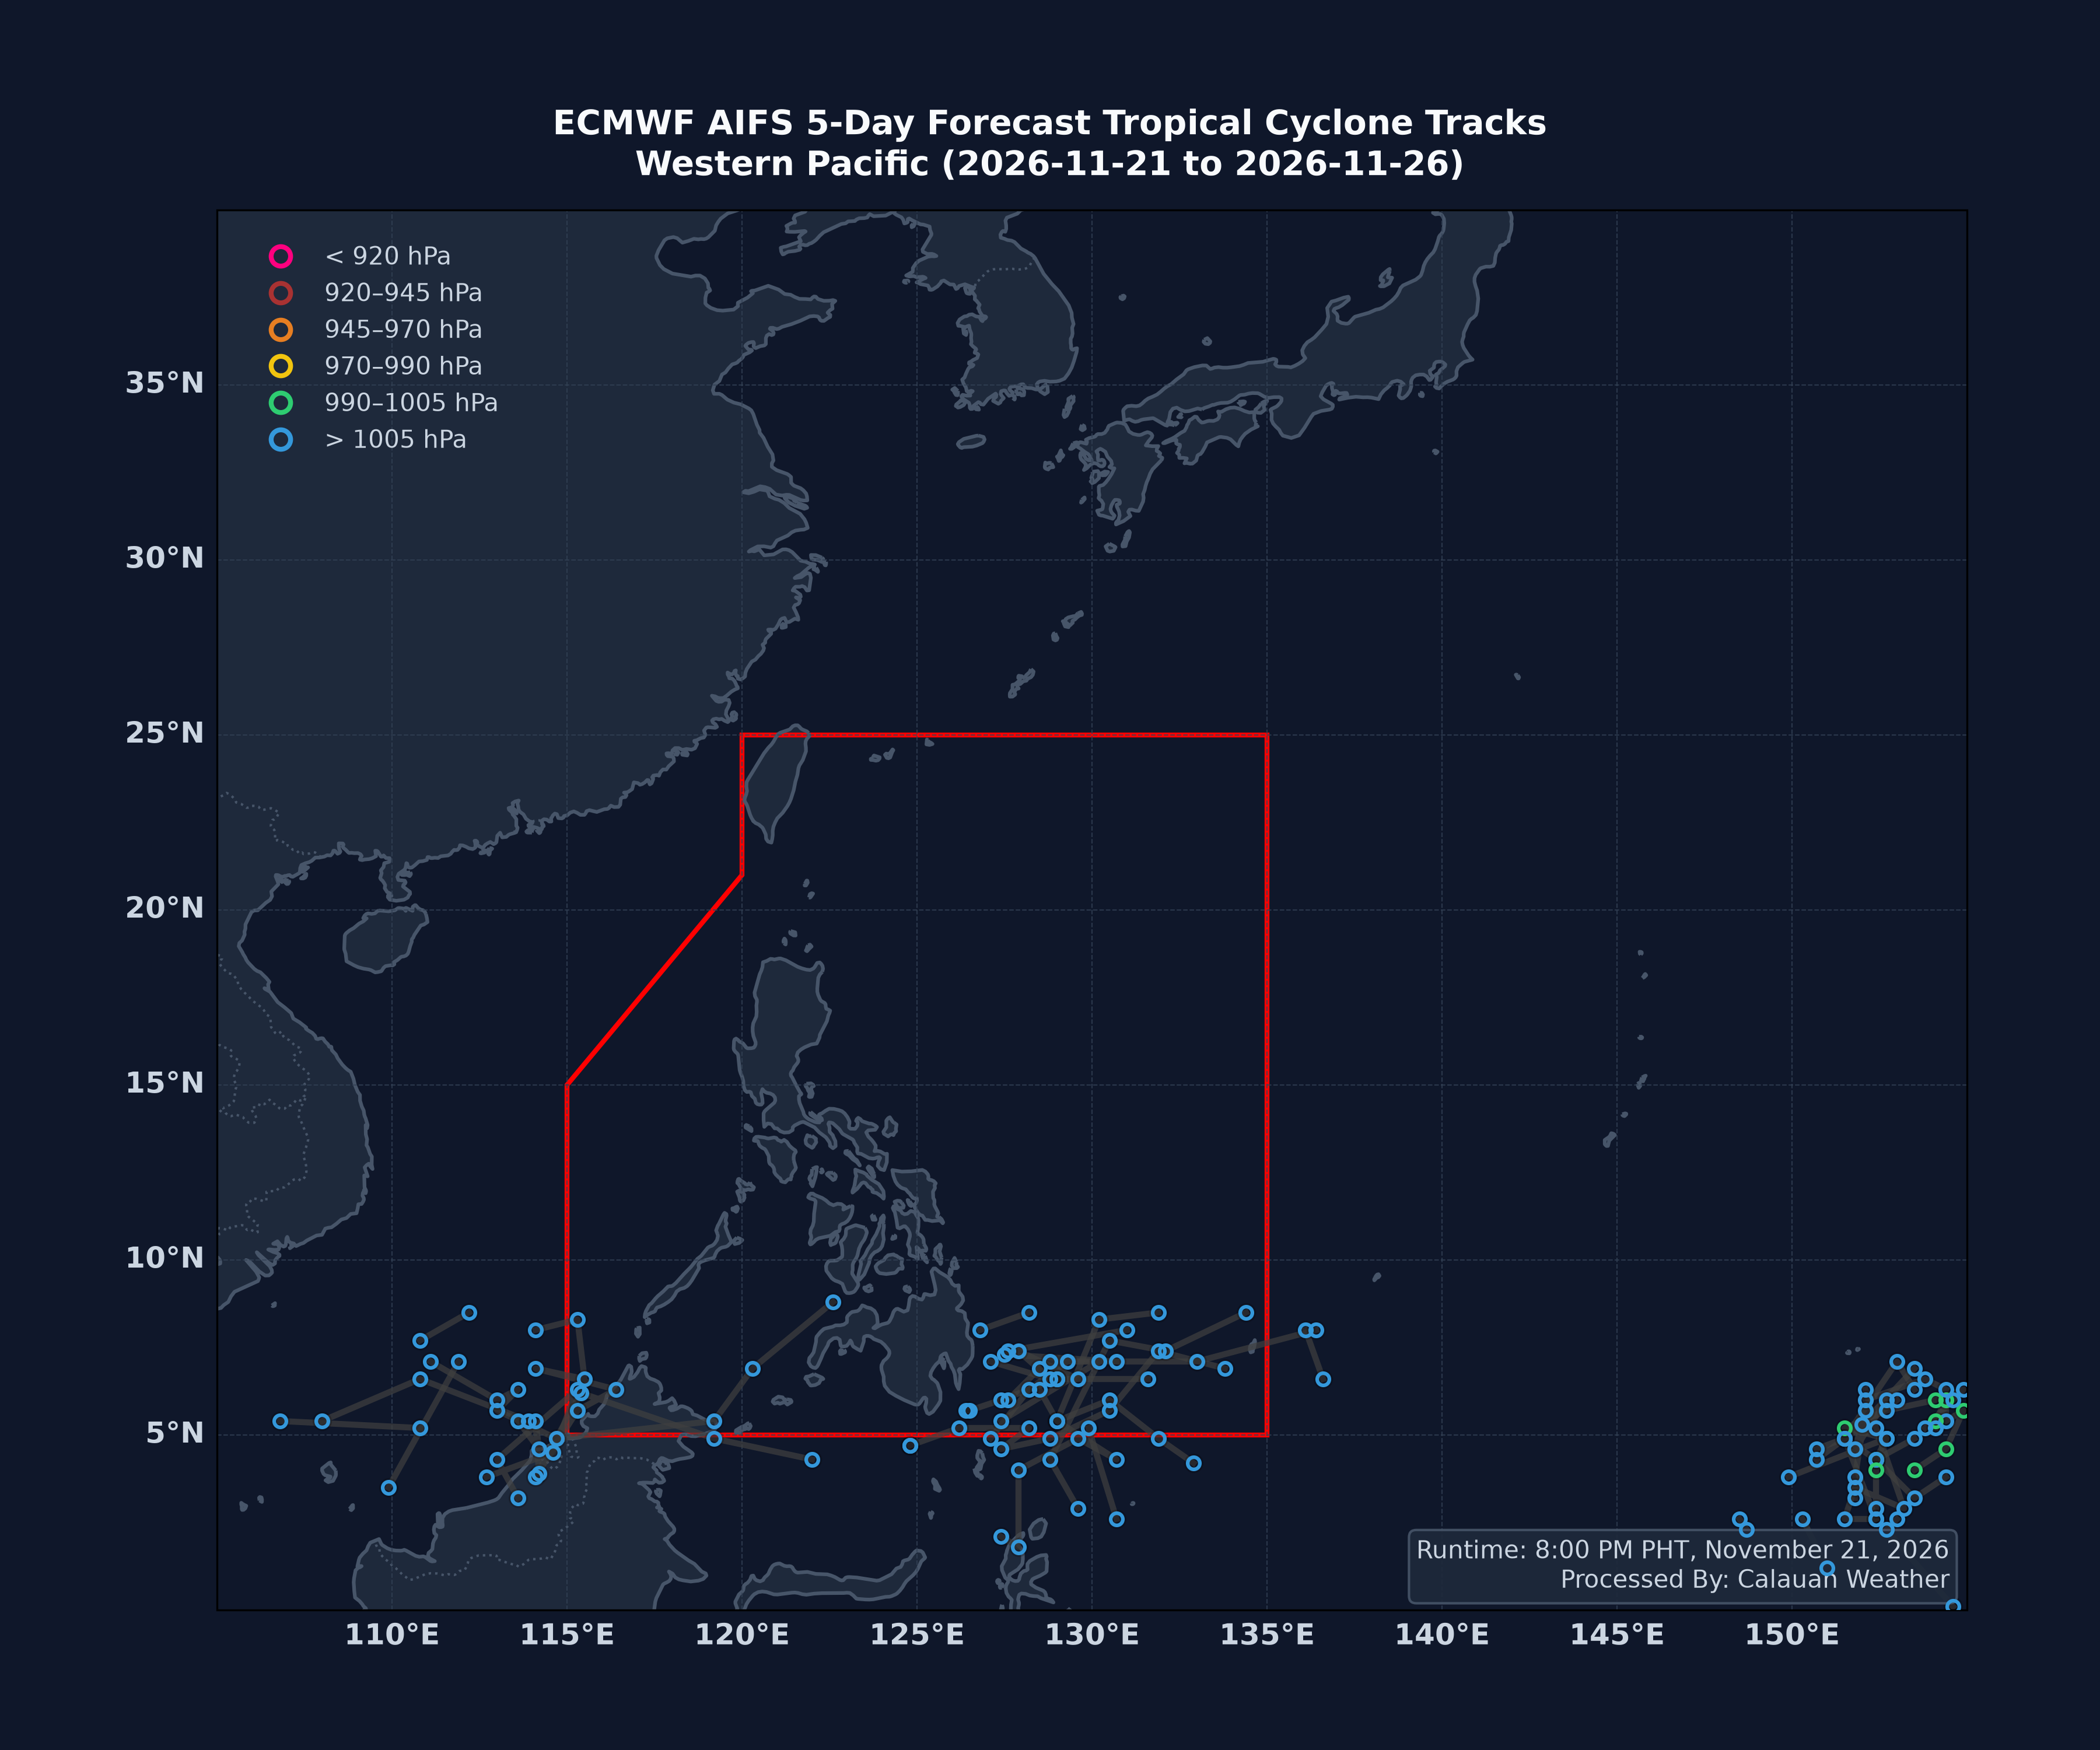 ECMWF AIFS 5-Day Forecast Tropical Cyclone Tracks
Western Pacific (2026-11-21 to 2026-11-26)
< 920 hPa
920–945 hPa
945–970 hPa
970–990 hPa
990–1005 hPa
> 1005 hPa
35°N
30°N
25°N
20°N
15°N
10°N
5°N
Runtime: 8:00 PM PHT, November 21, 2026
Processed By: Calauan Weather
110°E
115°E
120°E
125°E
130°E
135°E
140°E
145°E
150°E